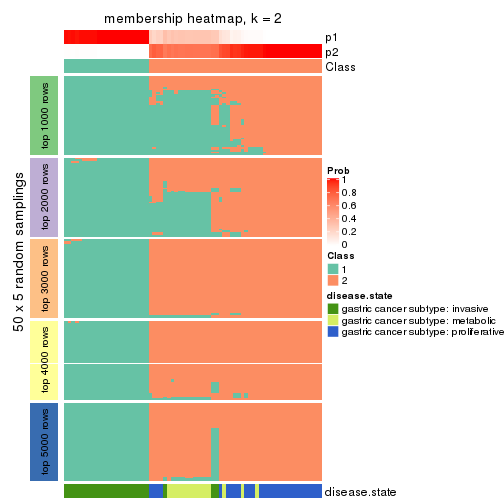 membership heatmap, k = 2
p1
p2
Class
50 x 5 random samplings
top 1000 rows
top 2000 rows
top 3000 rows
top 4000 rows
top 5000 rows
Prob
1
0.8
0.6
0.4
0.2
0
Class
1
2
disease.state
gastric cancer subtype: invasive
gastric cancer subtype: metabolic
gastric cancer subtype: proliferative
disease.state